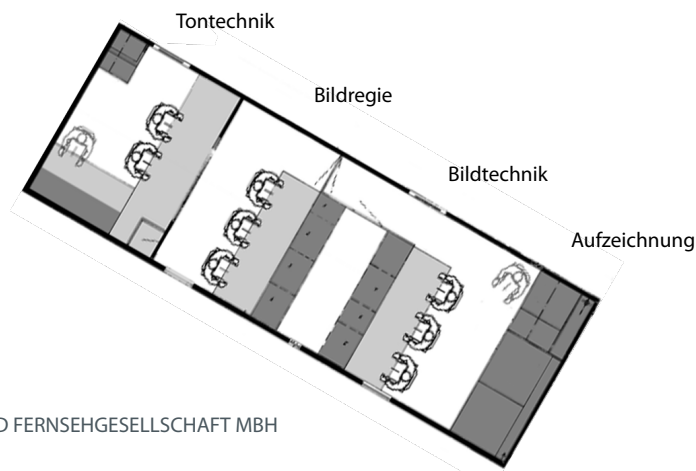 Tontechnik
Bildregie
Bildtechnik
Aufzeichnung
FERNSEHGESELLSCHAFT MBH